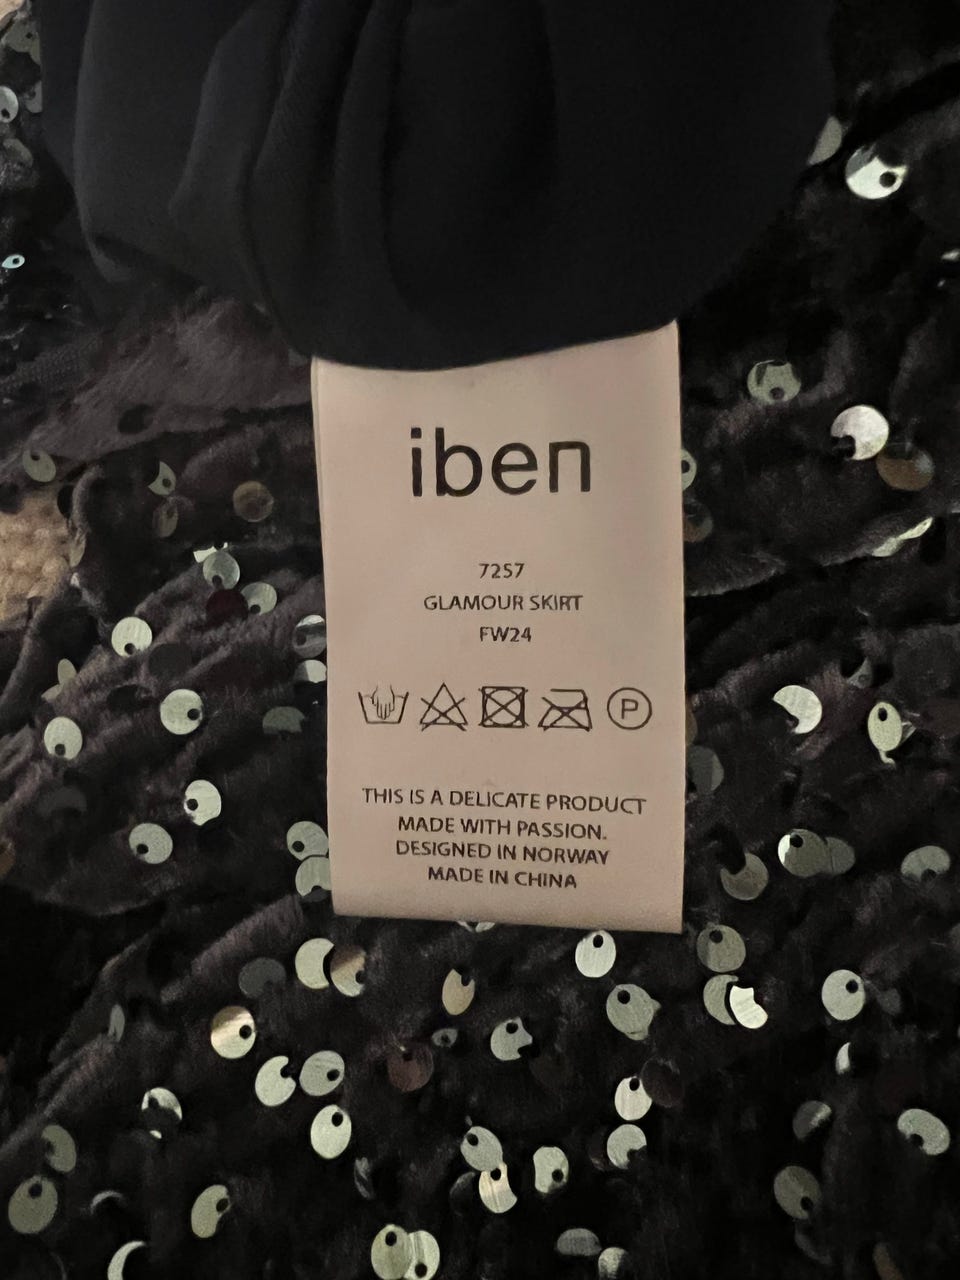 iben
7257
GLAMOUR SKIRT
FW24
P
THIS IS A DELICATE PRODUCT
MADE WITH PASSION.
DESIGNED IN NORWAY
MADE IN CHINA